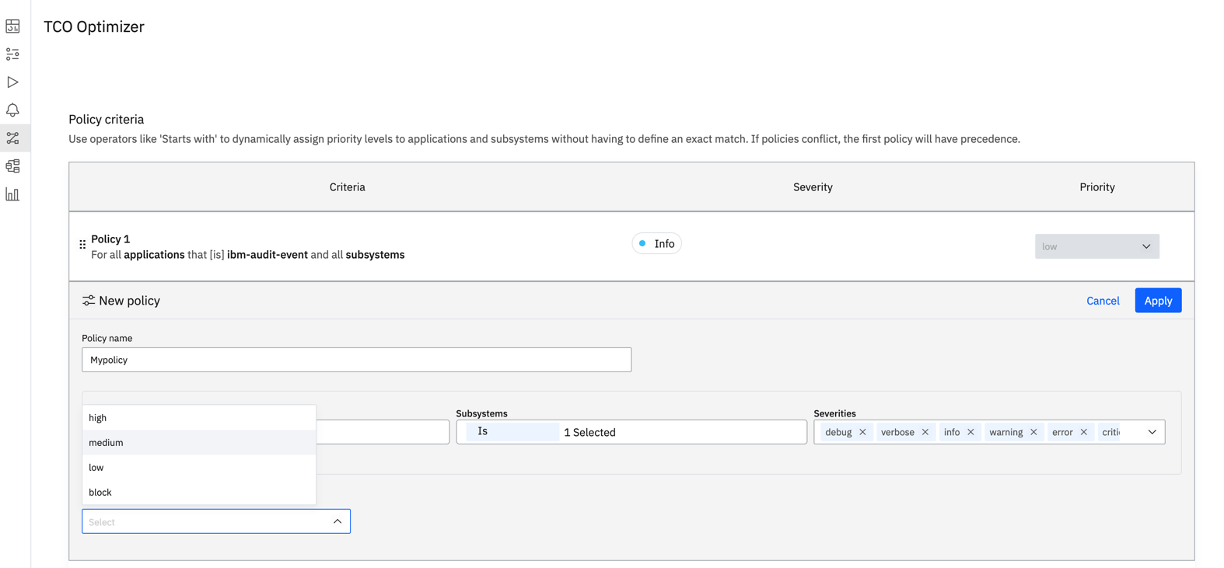 TCO Optimizer
Policy criteria
Use operators like 'Starts with' to dynamically assign priority levels to applications and subsystems without having to define an exact match. If policies conflict, the first policy will have precedence.
Criteria Severity Priority
Policy 1
For all applications that [is] ibm-audit-event and all subsystems
Info
low
New policy
Cancel Apply
Policy name
Mypolicy
Subsystems Severities
Is 1 Selected
debug verbose info warning error criti
high
medium
low
block
Select